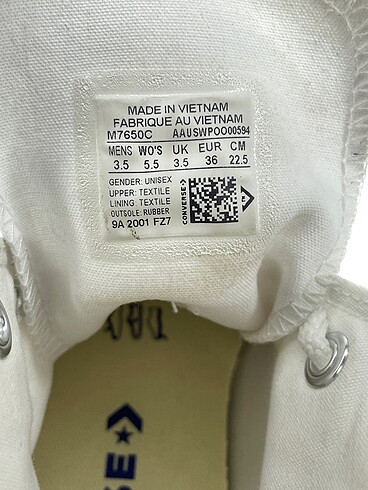 MADE IN VIETNAM
FABRIQUE AU VIETNAM
M7650C AAUSWPOO00594
MENS WO'S UK EUR CM
3.5 5.5 3.5 36 22.5
GENDER: UNISEX
UPPER: TEXTILE
LINING: TEXTILE
OUTSOLE: RUBBER
9A 2001 FZ7
CONVERSE